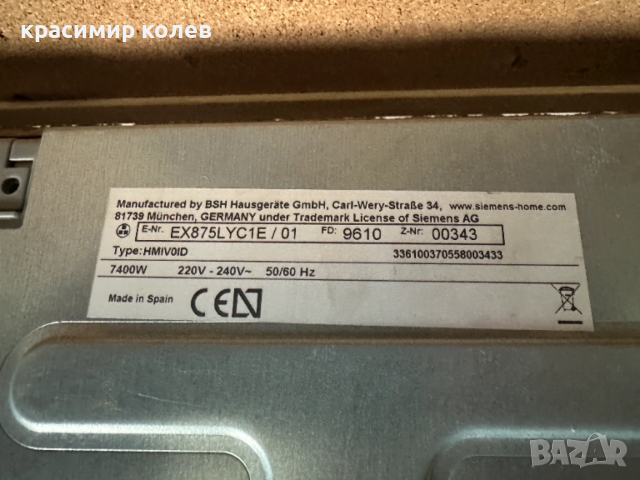 красимир колев
Manufactured by BSH Hausgeräte GmbH, Carl-Wery-Straße 34, www.siemens-home.com
81739 München, GERMANY under Trademark License of Siemens AG
E-Nr. EX875LYC1E / 01 FD: 9610 Z-Nr: 00343
Type: HMIV0ID 336100370558003433
7400W 220V - 240V~ 50/60 Hz
Made in Spain CE N
BAZAR